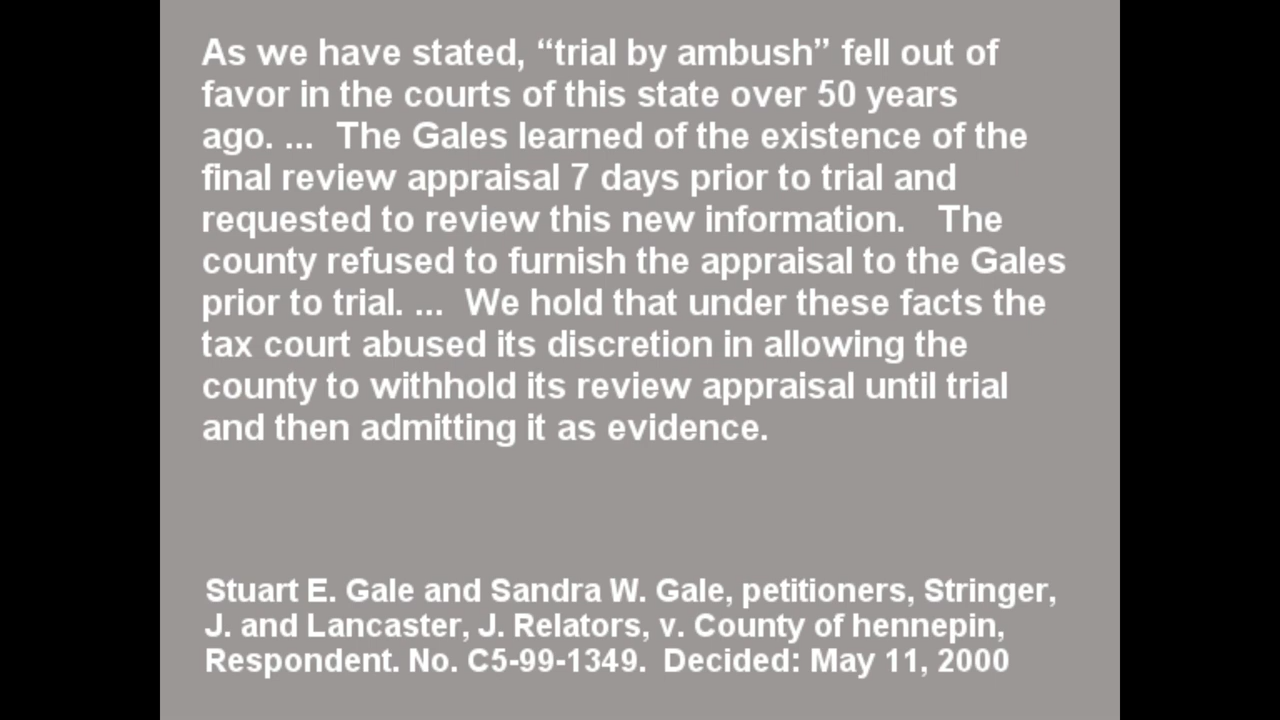 As we have stated, “trial by ambush” fell out of
favor in the courts of this state over 50 years
ago. ...  The Gales learned of the existence of the
final review appraisal 7 days prior to trial and
requested to review this new information.   The
county refused to furnish the appraisal to the Gales
prior to trial. ...  We hold that under these facts the
tax court abused its discretion in allowing the
county to withhold its review appraisal until trial
and then admitting it as evidence.
Stuart E. Gale and Sandra W. Gale, petitioners, Stringer,
J. and Lancaster, J. Relators, v. County of hennepin,
Respondent. No. C5-99-1349.  Decided: May 11, 2000